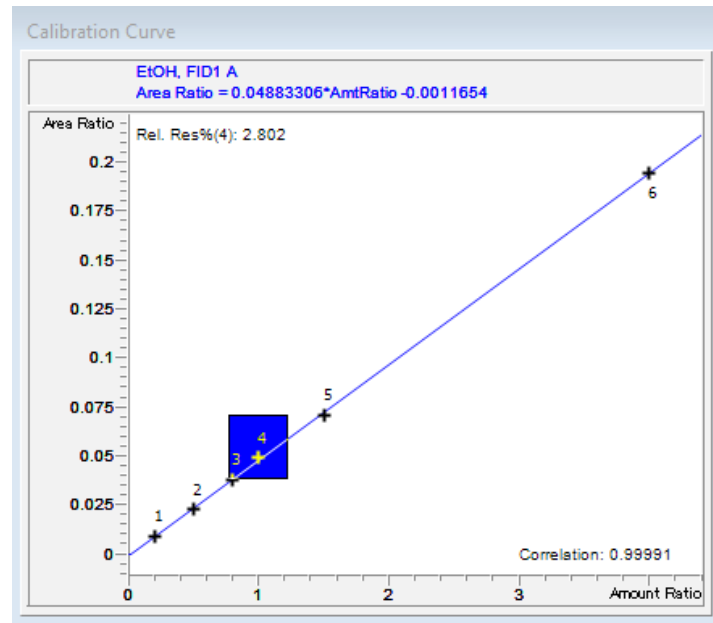 Calibration Curve
EtOH, FID1 A
Area Ratio = 0.04883306*AmtRatio -0.0011654
Area Ratio
Rel. Res%(4): 2.802
0.2
6
0.175
0.15
0.125
0.1
5
0.075
4
3
0.05
2
0.025
1
0
Correlation: 0.99991
0 1 2 3 Amount Ratio